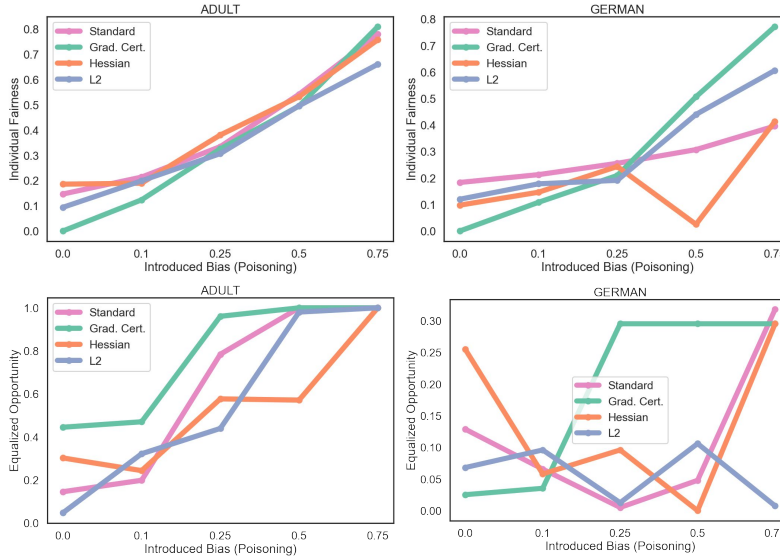 ADULT
Individual Fairness
0.8
0.7
0.6
0.5
0.4
0.3
0.2
0.1
0.0
Standard
Grad. Cert.
Hessian
L2
0.0 0.1 0.25 0.5 0.75
Introduced Bias (Poisoning)
GERMAN
Individual Fairness
0.8
0.7
0.6
0.5
0.4
0.3
0.2
0.1
0.0
Standard
Grad. Cert.
Hessian
L2
0.0 0.1 0.25 0.5 0.75
Introduced Bias (Poisoning)
ADULT
Equalized Opportunity
1.0
0.8
0.6
0.4
0.2
0.0
Standard
Grad. Cert.
Hessian
L2
0.0 0.1 0.25 0.5 0.75
Introduced Bias (Poisoning)
GERMAN
Equalized Opportunity
0.30
0.25
0.20
0.15
0.10
0.05
0.00
Standard
Grad. Cert.
Hessian
L2
0.0 0.1 0.25 0.5 0.75
Introduced Bias (Poisoning)